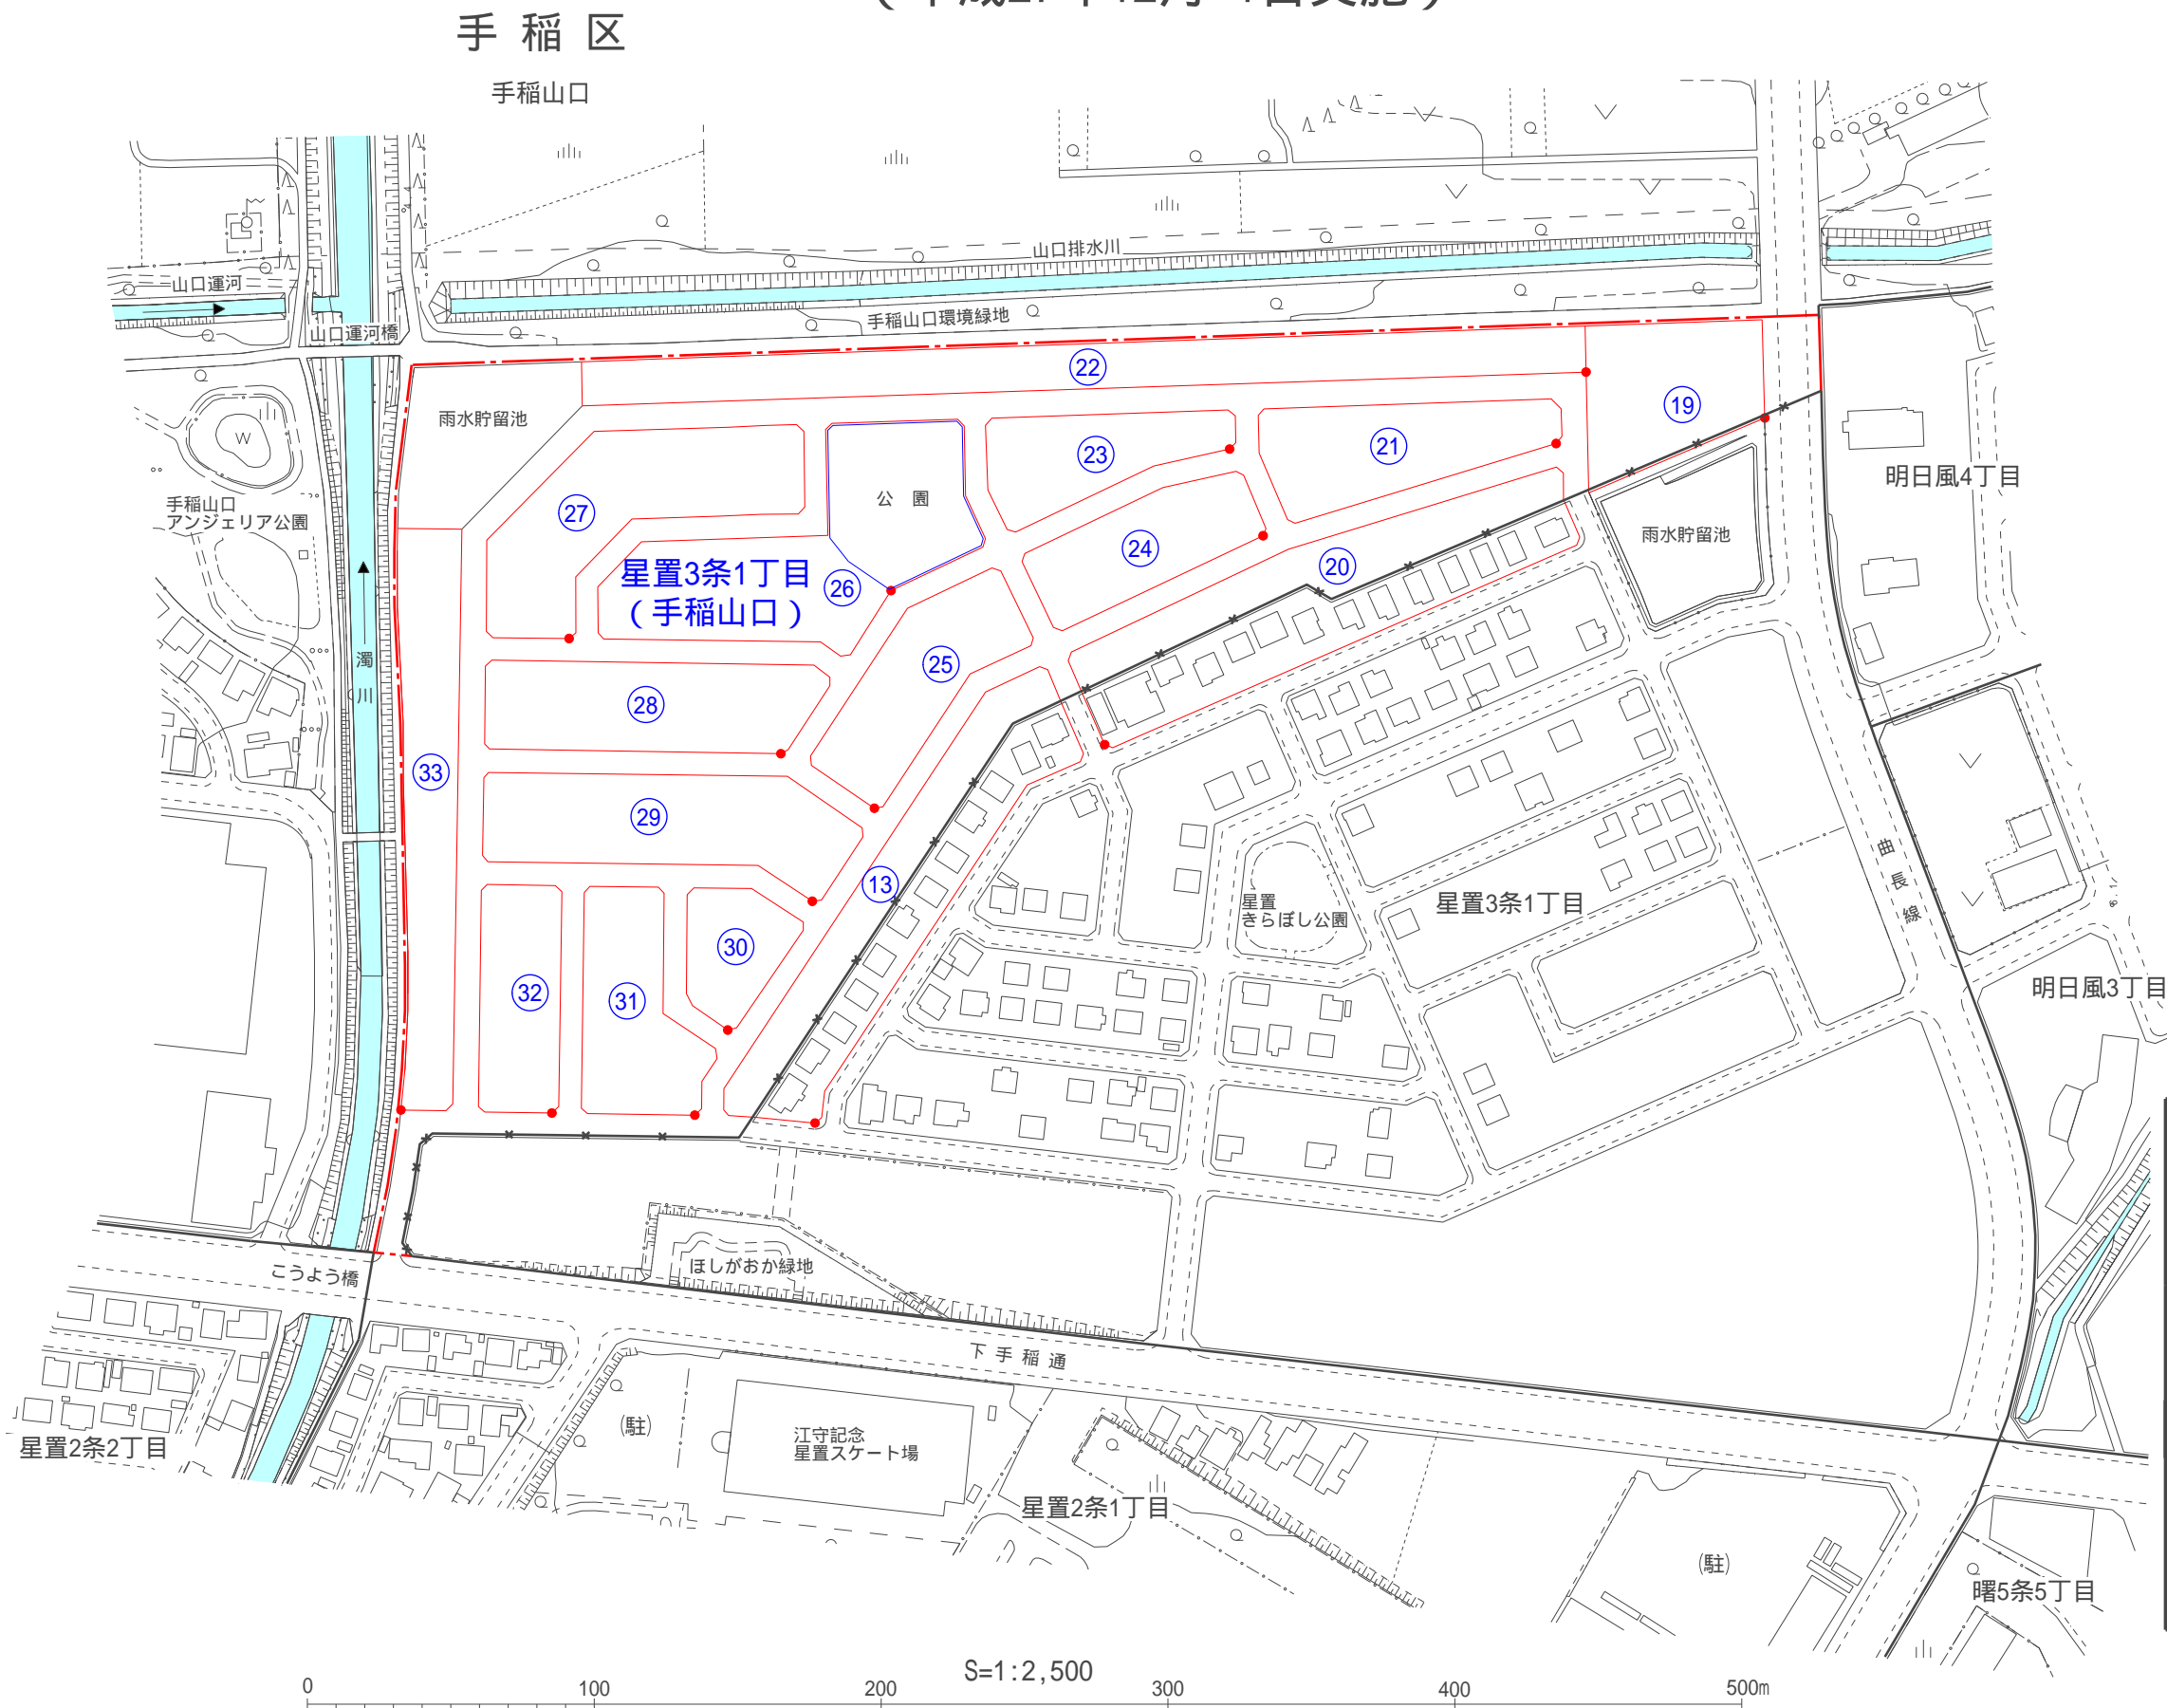 手稲区
手稲山口
山口排水川
山口運河
手稲山口環境緑地
山口運河橋
22
19
雨水貯留池
W
23
21
明日風4丁目
公園
手稲山口
アンジェリア公園
27
雨水貯留池
24
20
星置3条1丁目
(手稲山口)
26
濁川
25
28
33
29
曲長線
13
星置
きらぼし公園
星置3条1丁目
30
32
31
明日風3丁目
こうよう橋
ほしがおか緑地
下手稲通
(駐)
江守記念
星置スケート場
星置2条2丁目
星置2条1丁目
(駐)
曙5条5丁目
S=1:2,500
0 100 200 300 400 500m